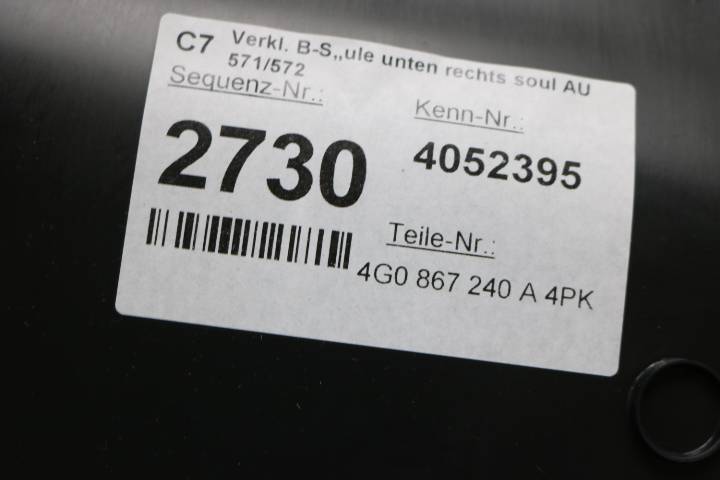 C7 Verkl. B-S,,ule unten rechts soul AU
571/572
Sequenz-Nr.:
Kenn-Nr.:
2730
4052395
Teile-Nr.:
4G0 867 240 A 4PK